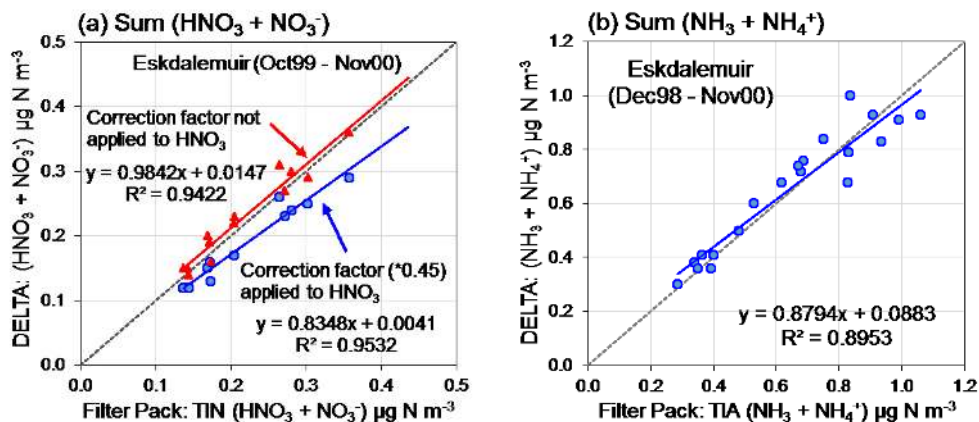 (a) Sum (HNO₃ + NO₃⁻)
DELTA: (HNO₃ + NO₃⁻) µg N m⁻³
0.5
0.4
0.3
0.2
0.1
0.0
Eskdalemuir (Oct99 - Nov00)
Correction factor not
applied to HNO₃
y = 0.9842x + 0.0147
R² = 0.9422
Correction factor (*0.45)
applied to HNO₃
y = 0.8348x + 0.0041
R² = 0.9532
0.0 0.1 0.2 0.3 0.4 0.5
Filter Pack: TIN (HNO₃ + NO₃⁻) µg N m⁻³
(b) Sum (NH₃ + NH₄⁺)
DELTA: (NH₃ + NH₄⁺) µg N m⁻³
1.2
1.0
0.8
0.6
0.4
0.2
0.0
Eskdalemuir
(Dec98 - Nov00)
y = 0.8794x + 0.0883
R² = 0.8953
0.0 0.2 0.4 0.6 0.8 1.0 1.2
Filter Pack: TIA (NH₃ + NH₄⁺) µg N m⁻³